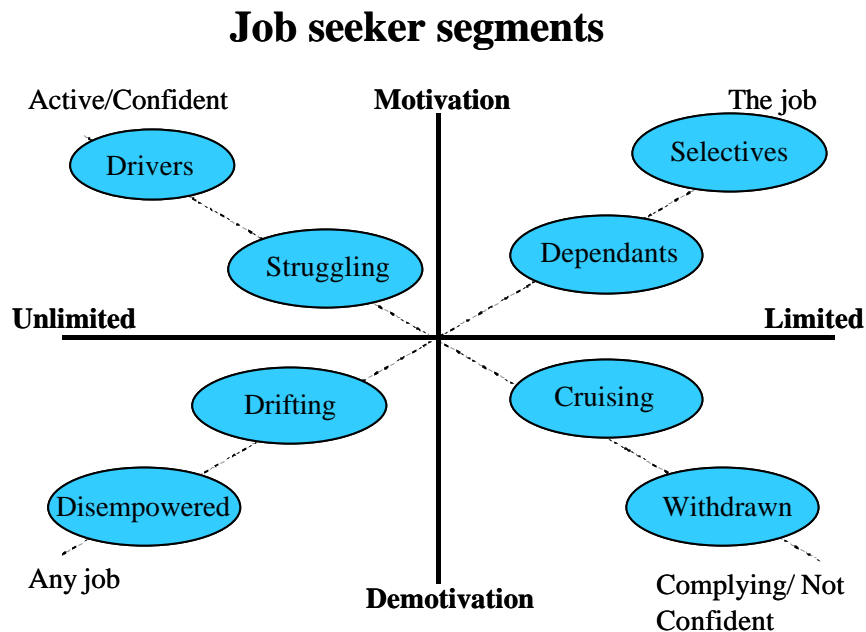 Job seeker segments
Active/Confident
Motivation
The job
Drivers
Selectives
Struggling
Dependants
Unlimited
Limited
Drifting
Cruising
Disempowered
Withdrawn
Any job
Demotivation
Complying/ Not
Confident